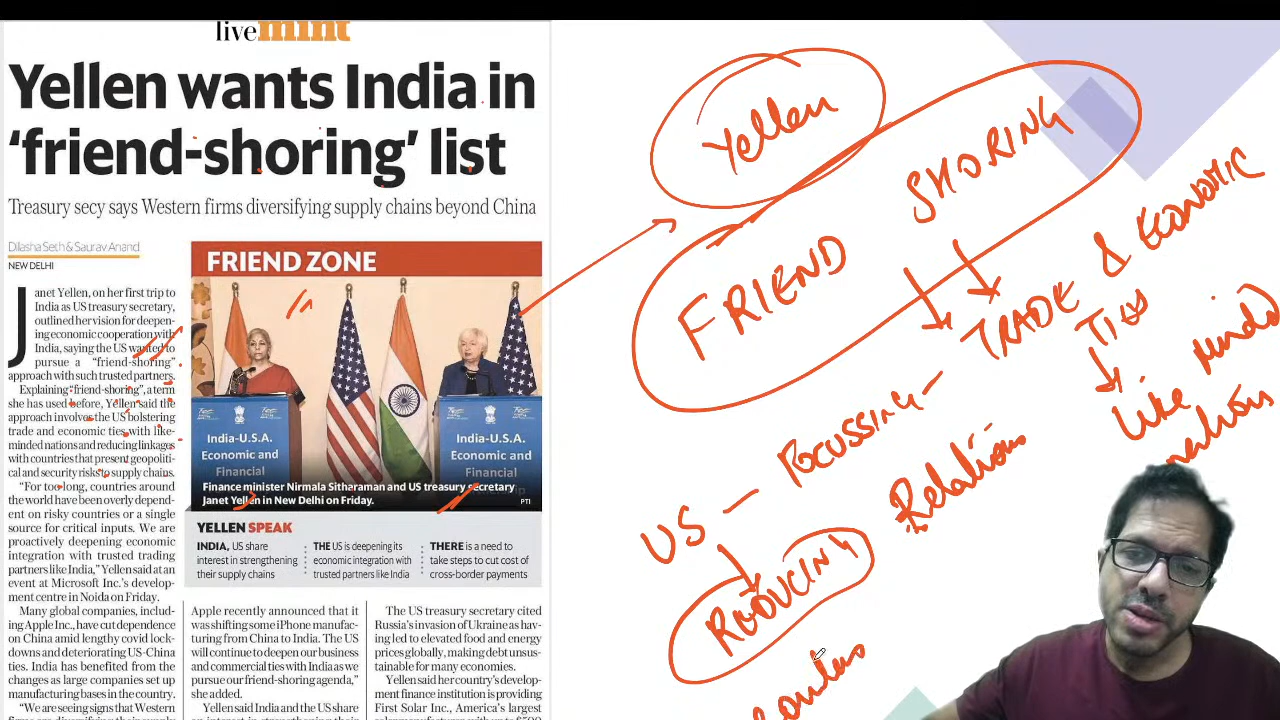 livemint
Yellen wants India in
‘friend-shoring’ list
Treasury secy says Western firms diversifying supply chains beyond China
Dilasha Seth & Saurav Anand
NEW DELHI
Janet Yellen, on her first trip to
India as US treasury secretary,
outlined her vision for deepen-
ing economic cooperation with
India, saying the US wanted to
pursue a “friend-shoring”
approach with such trusted partners.
Explaining “friend-shoring”, a term
she has used before, Yellen said the
approach involves the US bolstering
trade and economic ties with like-
minded nations and reducing linkages
with countries that present geopoliti-
cal and security risks to supply chains.
“For too long, countries around
the world have been overly depend-
ent on risky countries or a single
source for critical inputs. We are
proactively deepening economic
integration with trusted trading
partners like India,” Yellen said at an
event at Microsoft Inc.’s develop-
ment centre in Noida on Friday.
Many global companies, includ-
ing Apple Inc., have cut dependence
on China amid lengthy covid lock-
downs and deteriorating US-China
ties. India has benefited from the
changes as large companies set up
manufacturing bases in the country.
“We are seeing signs that Western
FRIEND ZONE
India-U.S.A.
Economic and
Financial
India-U.S.A.
Economic and
Financial
Finance minister Nirmala Sitharaman and US treasury secretary
Janet Yellen in New Delhi on Friday.
PTI
YELLEN SPEAK
INDIA, US share
interest in strengthening
their supply chains
THE US is deepening its
economic integration with
trusted partners like India
THERE is a need to
take steps to cut cost of
cross-border payments
Apple recently announced that it
was shifting some iPhone manufac-
turing from China to India. The US
will continue to deepen our business
and commercial ties with India as we
pursue our friend-shoring agenda,”
she added.
Yellen said India and the US share
The US treasury secretary cited
Russia’s invasion of Ukraine as hav-
ing led to elevated food and energy
prices globally, making debt unsus-
tainable for many economies.
Yellen said her country’s develop-
ment finance institution is providing
First Solar Inc., America’s largest
Yellen
FRIEND SHORING
TRADE & ECONOMIC
TIES
Like minded
nations
US - FOCUSSING -
Relations
REDUCING